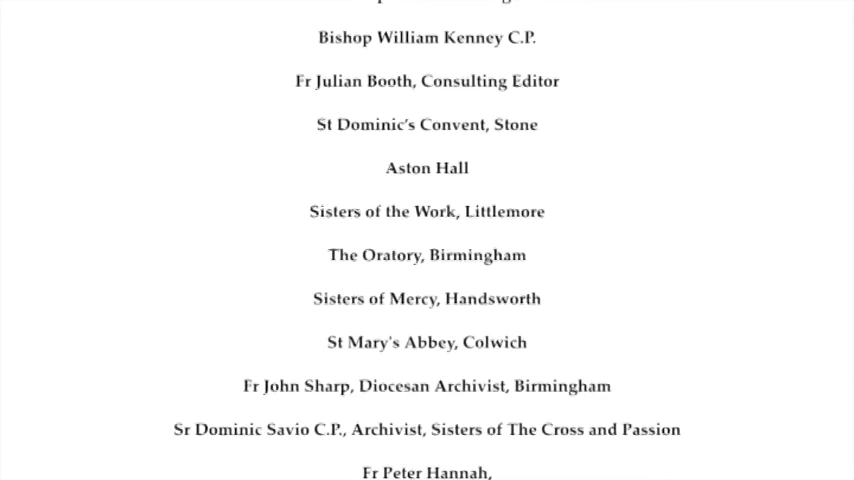 Bishop William Kenney C.P.
Fr Julian Booth, Consulting Editor
St Dominic's Convent, Stone
Aston Hall
Sisters of the Work, Littlemore
The Oratory, Birmingham
Sisters of Mercy, Handsworth
St Mary's Abbey, Colwich
Fr John Sharp, Diocesan Archivist, Birmingham
Sr Dominic Savio C.P., Archivist, Sisters of The Cross and Passion
Fr Peter Hannah,